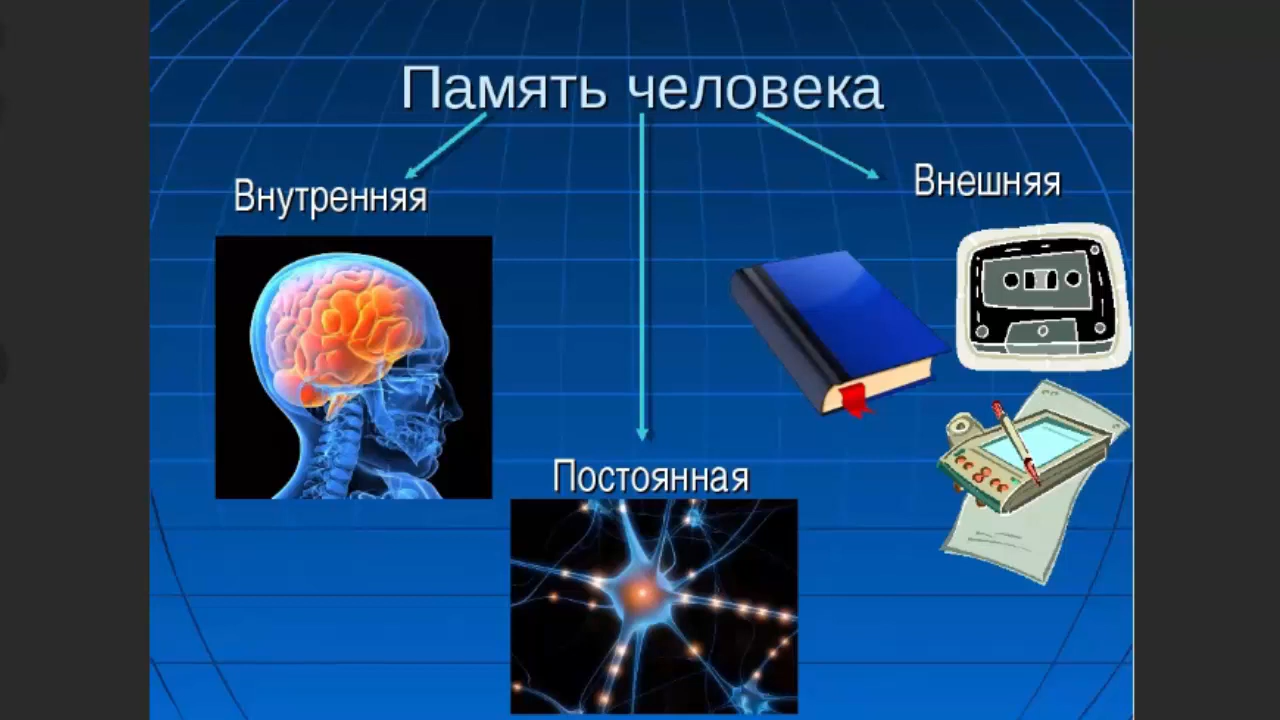 Память человека
Внутренняя
Внешняя
Постоянная